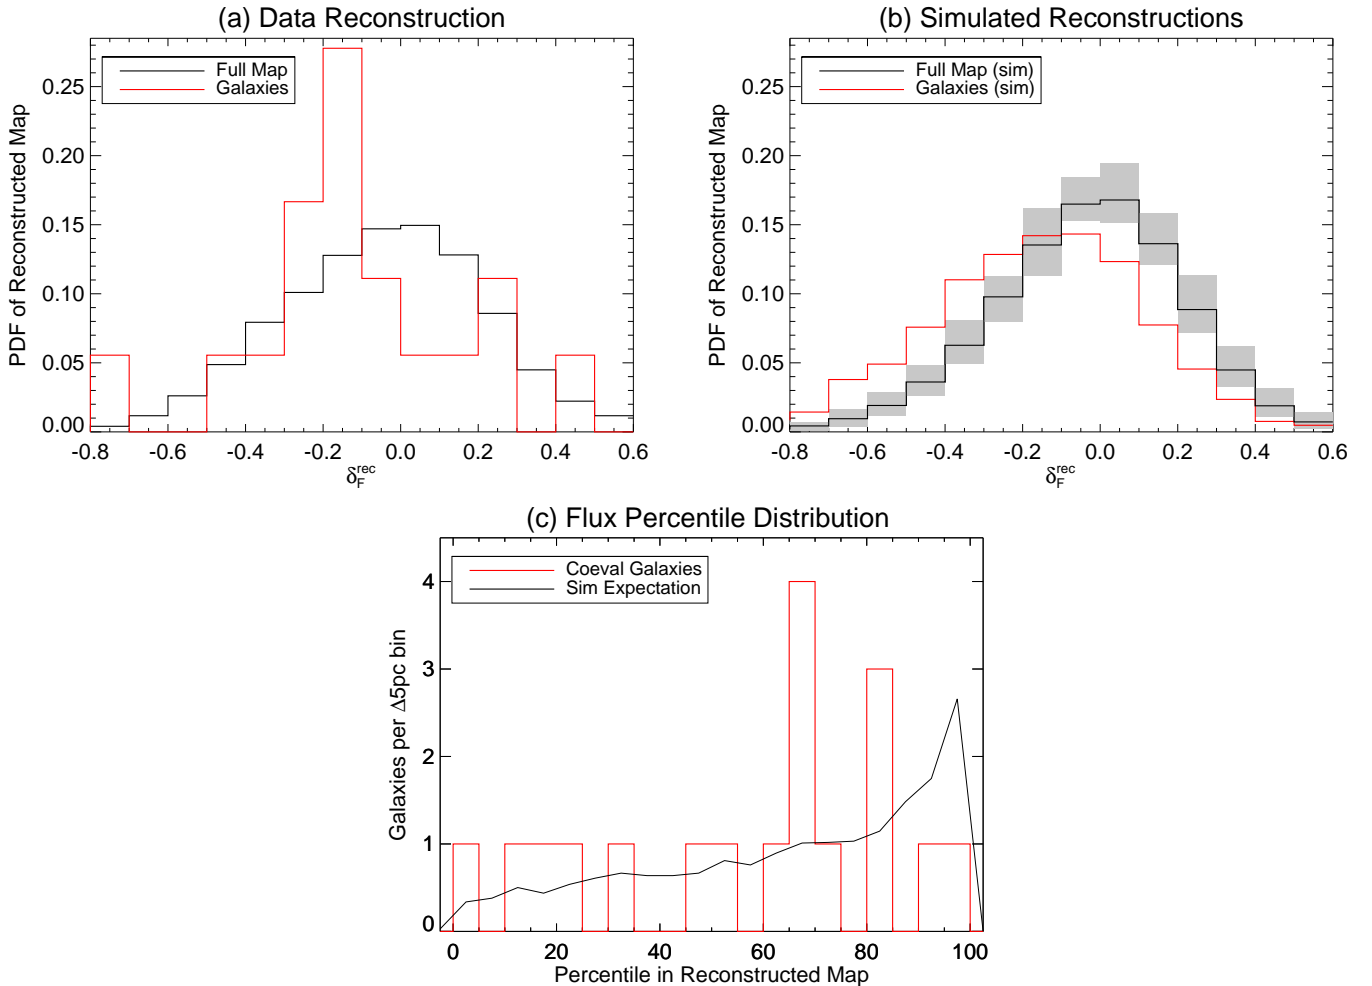 (a) Data Reconstruction
Full Map
Galaxies
PDF of Reconstructed Map
0.25
0.20
0.15
0.10
0.05
0.00
-0.8 -0.6 -0.4 -0.2 0.0 0.2 0.4 0.6
δ_F^rec
(b) Simulated Reconstructions
Full Map (sim)
Galaxies (sim)
PDF of Reconstructed Map
0.25
0.20
0.15
0.10
0.05
0.00
-0.8 -0.6 -0.4 -0.2 0.0 0.2 0.4 0.6
δ_F^rec
(c) Flux Percentile Distribution
Coeval Galaxies
Sim Expectation
Galaxies per Δ5pc bin
4
3
2
1
0
0 20 40 60 80 100
Percentile in Reconstructed Map